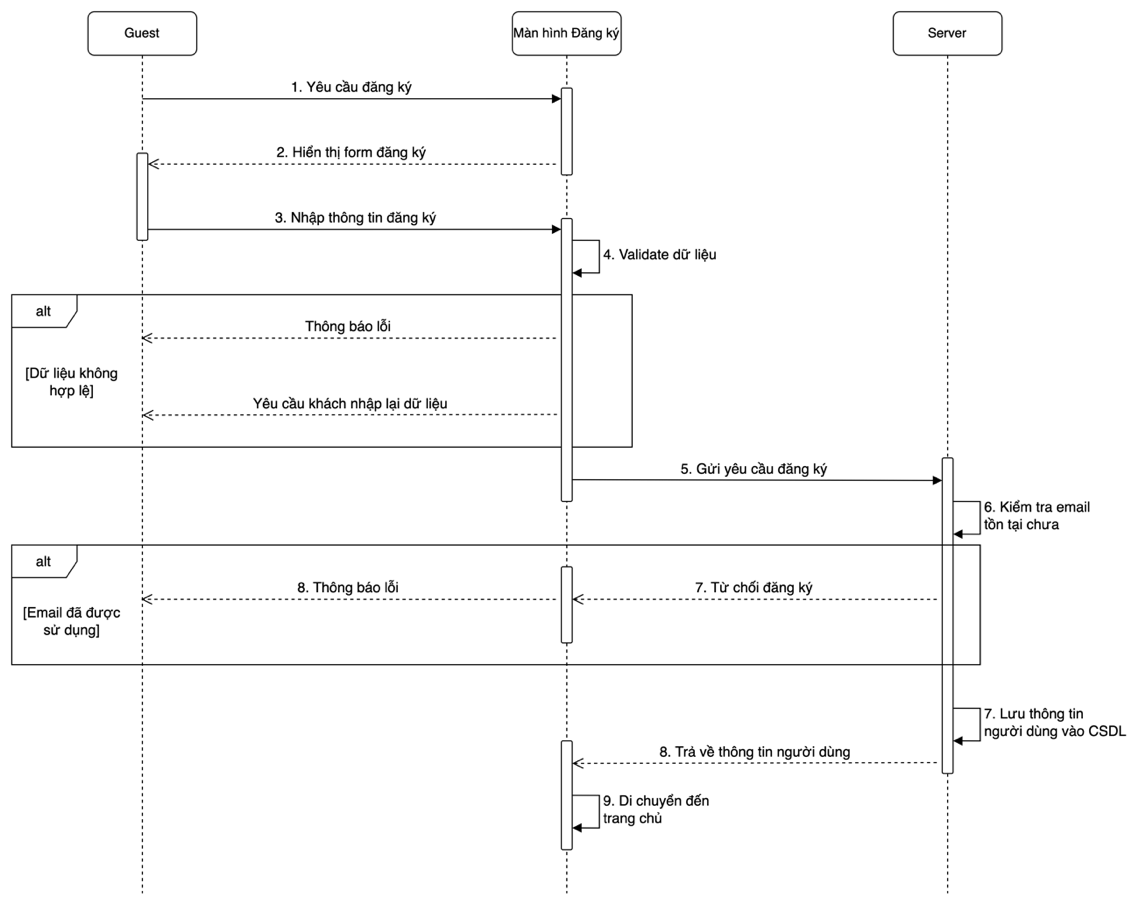 Guest
Màn hình Đăng ký
Server
1. Yêu cầu đăng ký
2. Hiển thị form đăng ký
3. Nhập thông tin đăng ký
4. Validate dữ liệu
alt
Thông báo lỗi
[Dữ liệu không
hợp lệ]
Yêu cầu khách nhập lại dữ liệu
5. Gửi yêu cầu đăng ký
6. Kiểm tra email
tồn tại chưa
alt
8. Thông báo lỗi
7. Từ chối đăng ký
[Email đã được
sử dụng]
7. Lưu thông tin
người dùng vào CSDL
8. Trả về thông tin người dùng
9. Di chuyển đến
trang chủ